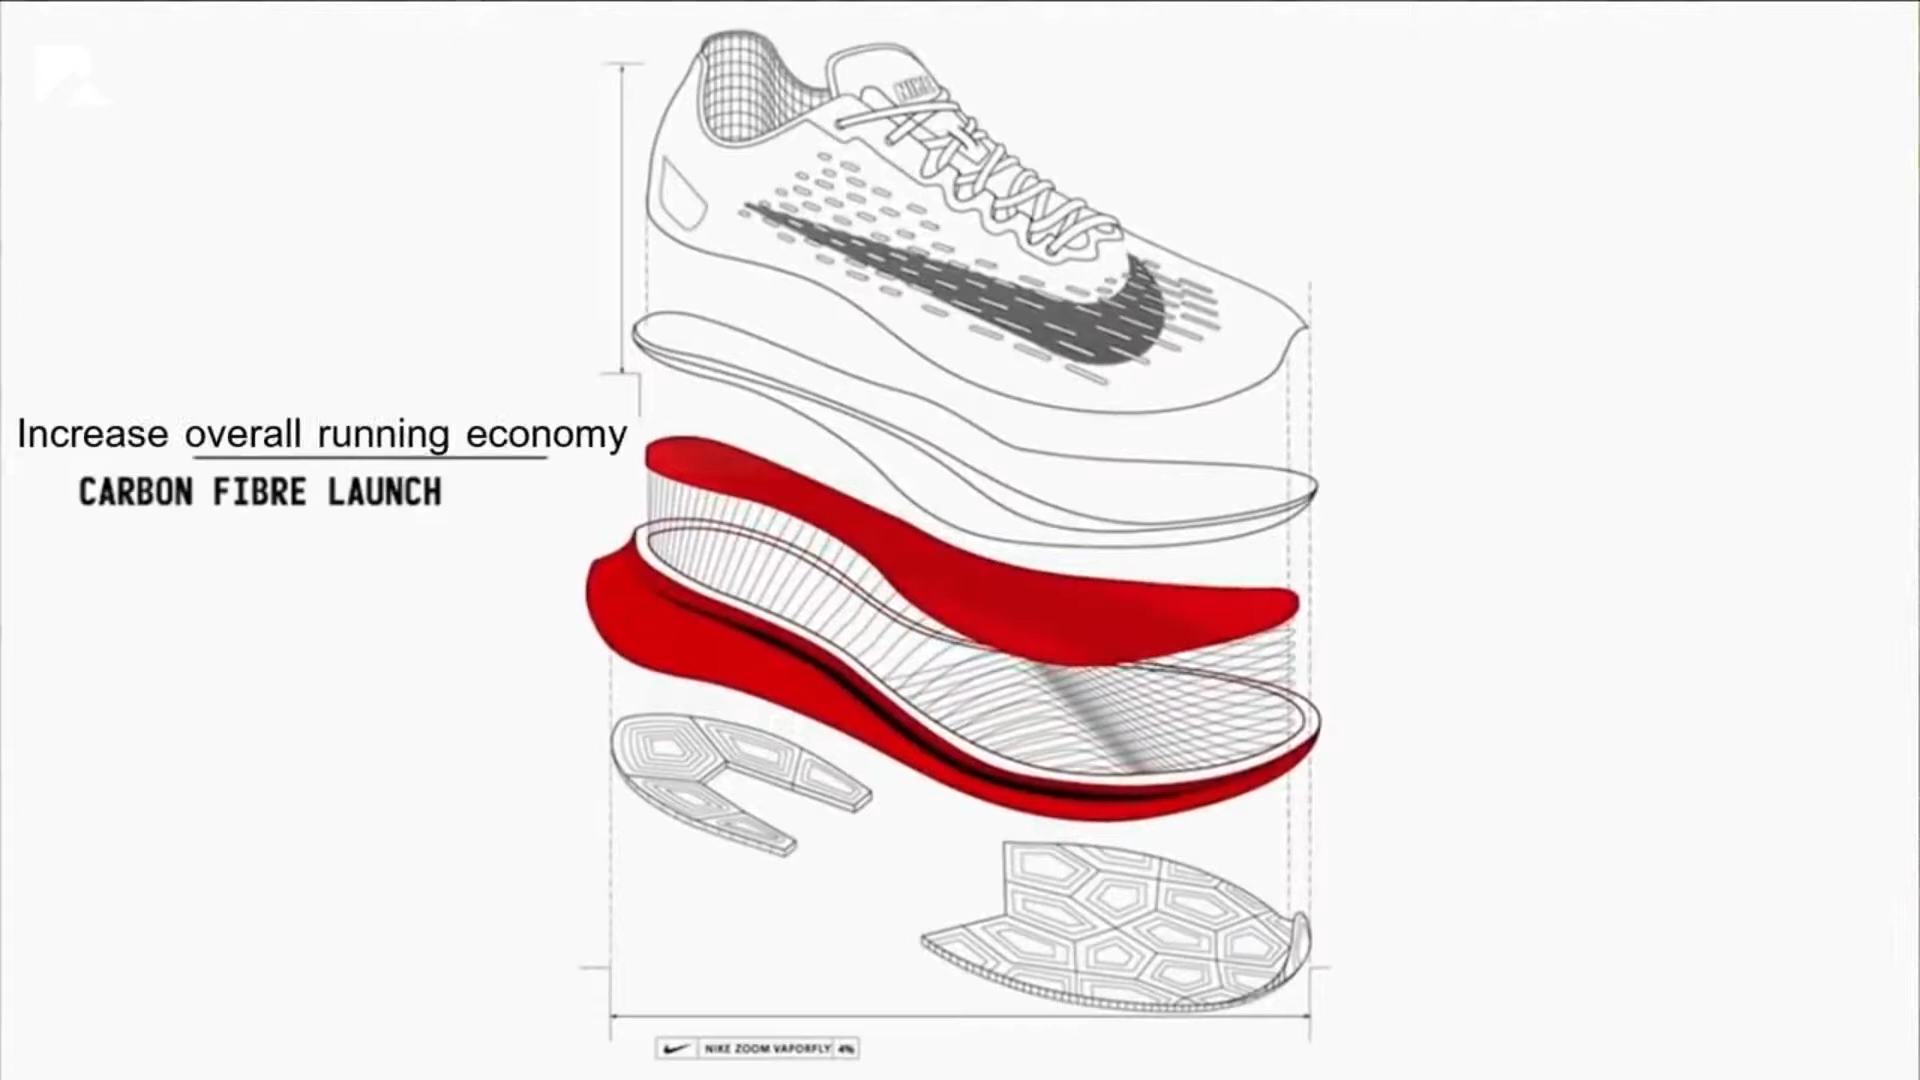 Increase overall running economy
CARBON FIBRE LAUNCH
NIKE ZOOM VAPORFLY 4%